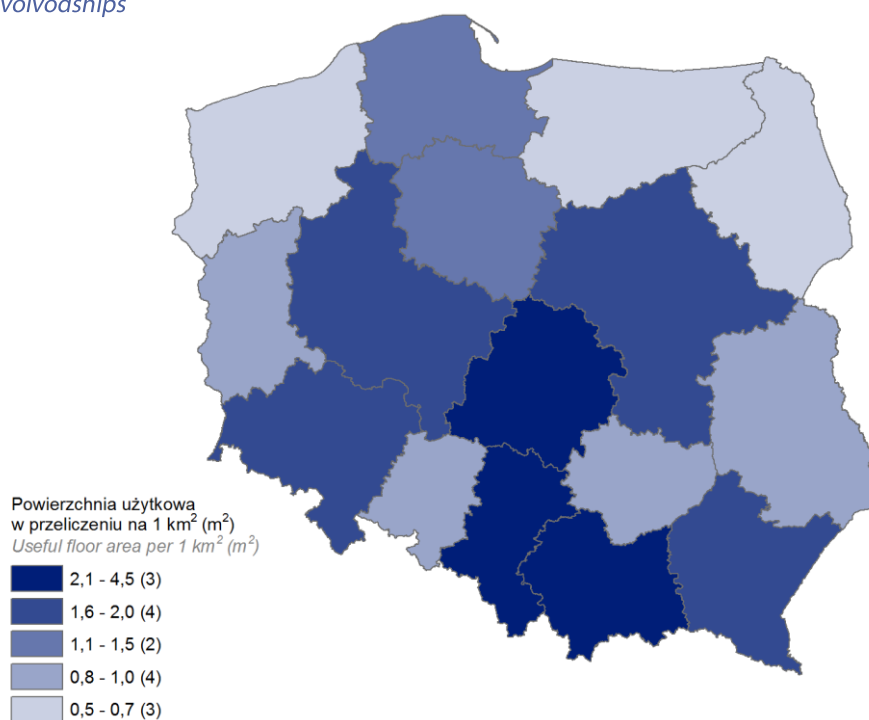 voivodships
Powierzchnia użytkowa
w przeliczeniu na 1 km² (m²)
Useful floor area per 1 km² (m²)
2,1 - 4,5 (3)
1,6 - 2,0 (4)
1,1 - 1,5 (2)
0,8 - 1,0 (4)
0,5 - 0,7 (3)